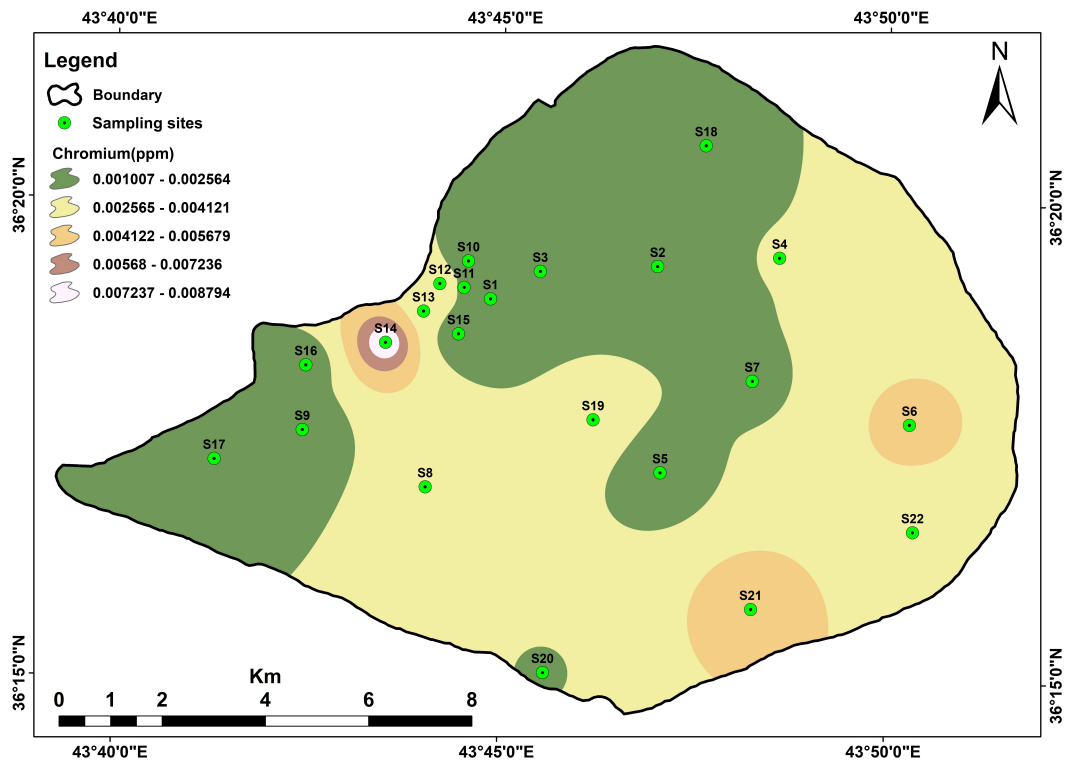 43°40'0"E 43°45'0"E 43°50'0"E
Legend
N
Boundary
Sampling sites
Chromium(ppm)
0.001007 - 0.002564
0.002565 - 0.004121
0.004122 - 0.005679
0.00568 - 0.007236
0.007237 - 0.008794
36°20'0"N
36°20'0"N
S18
S4
S10
S3
S2
S12
S11
S1
S13
S15
S14
S16
S7
S19
S6
S9
S17
S8
S5
S22
S21
S20
36°15'0"N
36°15'0"N
Km
0 1 2 4 6 8
43°40'0"E 43°45'0"E 43°50'0"E